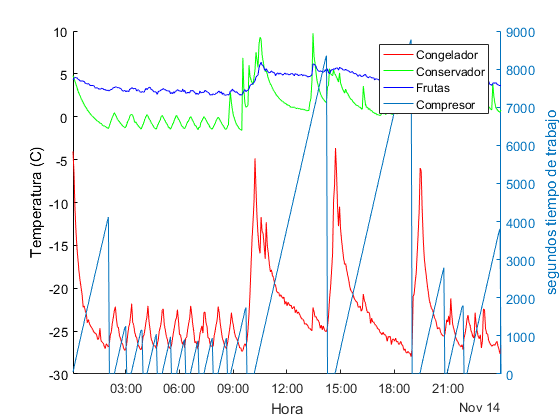 10
5
0
-5
-10
-15
-20
-25
-30
Temperatura (C)
Congelador
Conservador
Frutas
Compresor
9000
8000
7000
6000
5000
4000
3000
2000
1000
0
segundos tiempo de trabajo
03:00 06:00 09:00 12:00 15:00 18:00 21:00
Hora
Nov 14